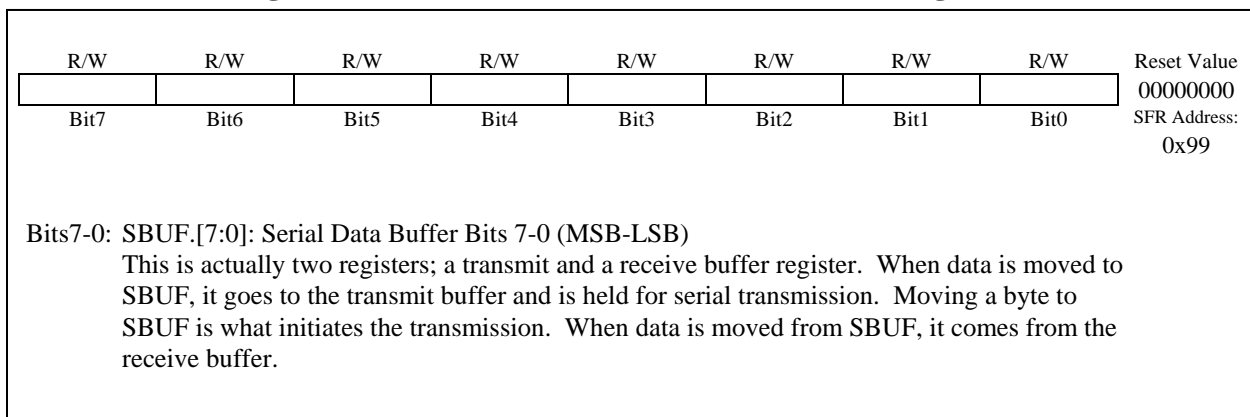 R/W R/W R/W R/W R/W R/W R/W R/W Reset Value
00000000
Bit7 Bit6 Bit5 Bit4 Bit3 Bit2 Bit1 Bit0 SFR Address:
0x99
Bits7-0: SBUF.[7:0]: Serial Data Buffer Bits 7-0 (MSB-LSB)
This is actually two registers; a transmit and a receive buffer register. When data is moved to
SBUF, it goes to the transmit buffer and is held for serial transmission. Moving a byte to
SBUF is what initiates the transmission. When data is moved from SBUF, it comes from the
receive buffer.